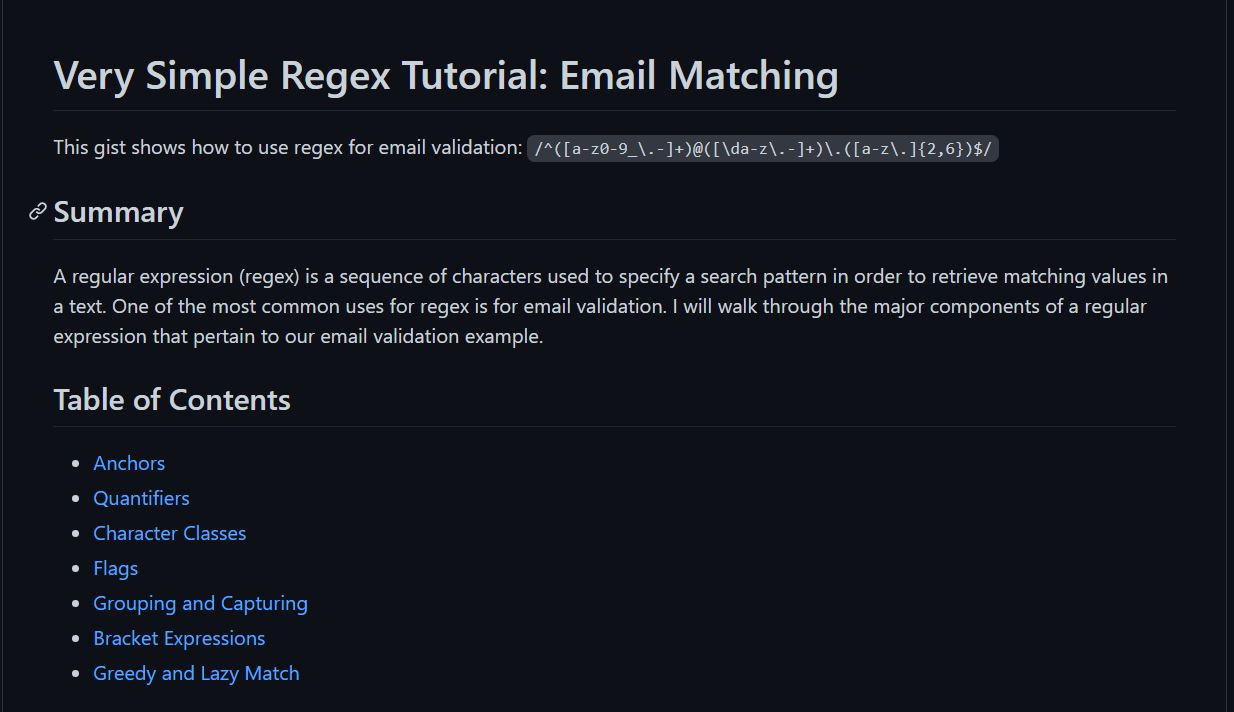 Very Simple Regex Tutorial: Email Matching
This gist shows how to use regex for email validation: /^([a-z0-9_\.-]+)@([\da-z\.-]+)\.([a-z\.]{2,6})$/
Summary
A regular expression (regex) is a sequence of characters used to specify a search pattern in order to retrieve matching values in
a text. One of the most common uses for regex is for email validation. I will walk through the major components of a regular
expression that pertain to our email validation example.
Table of Contents
Anchors
Quantifiers
Character Classes
Flags
Grouping and Capturing
Bracket Expressions
Greedy and Lazy Match